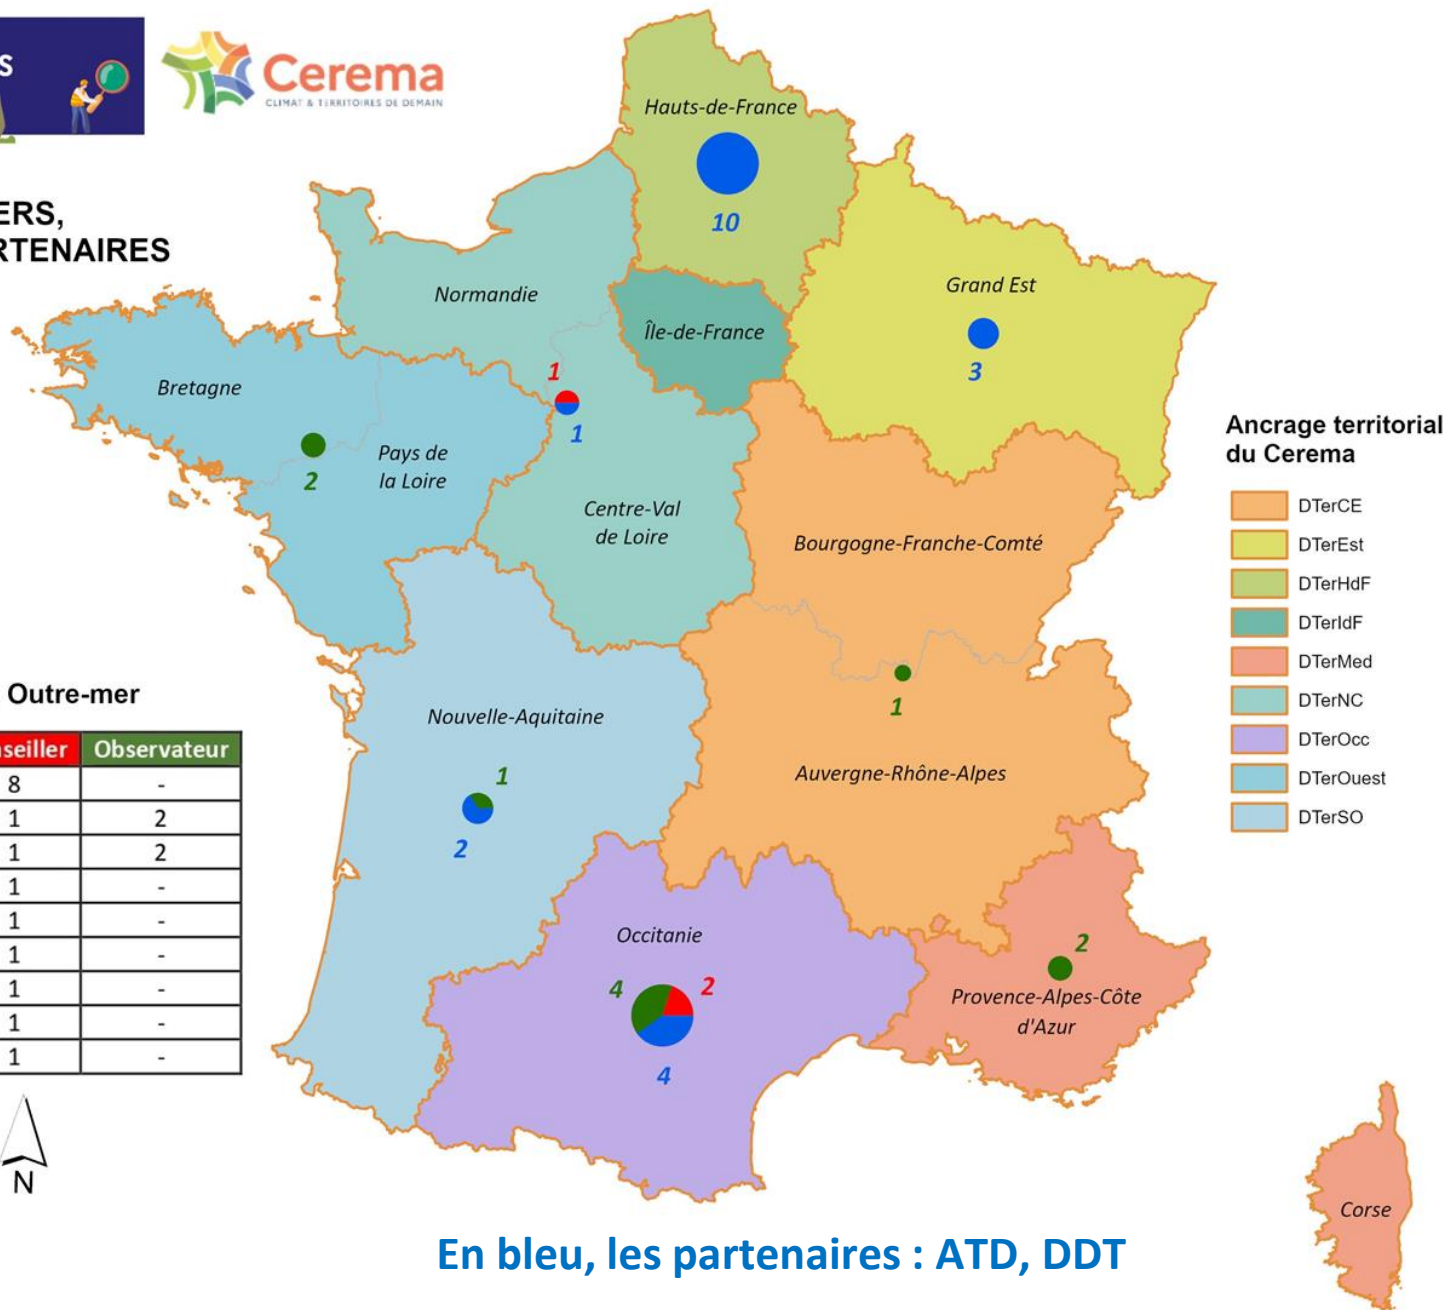 S
Cerema
CLIMAT & TERRITOIRES DE DEMAIN
ERS,
RTENAIRES
Hauts-de-France
10
Normandie
Île-de-France
Grand Est
3
Bretagne
2
Pays de
la Loire
1
1
Centre-Val
de Loire
Bourgogne-Franche-Comté
1
Auvergne-Rhône-Alpes
Nouvelle-Aquitaine
1
2
Occitanie
4
2
4
2
Provence-Alpes-Côte
d'Azur
Corse
Ancrage territorial
du Cerema
DTerCE
DTerEst
DTerHdF
DTerIdF
DTerMed
DTerNC
DTerOcc
DTerOuest
DTerSO
Outre-mer
seiller Observateur
8 -
1 2
1 2
1 -
1 -
1 -
1 -
1 -
1 -
N
En bleu, les partenaires : ATD, DDT